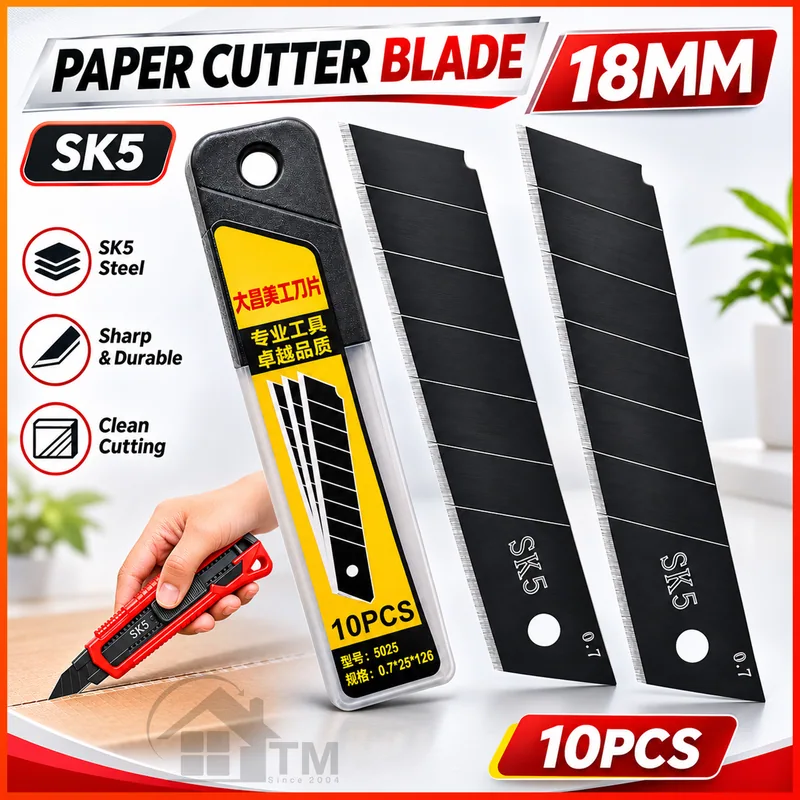 PAPER CUTTER BLADE
18MM
SK5
SK5
Steel
Sharp
& Durable
Clean
Cutting
大昌美工刀片
专业工具
卓越品质
10PCS
型号：5025
规格：0.7*25*126
SK5
0.7
SK5
0.7
SK5
TM
Since 2004
10PCS